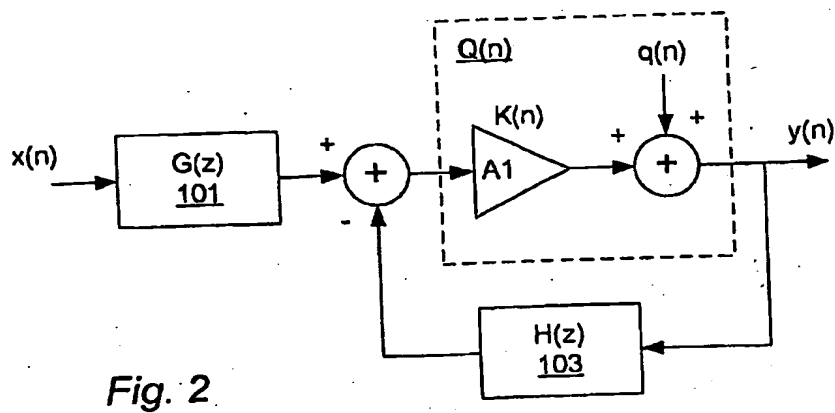 Q(n)
q(n)
K(n)
+
+
y(n)
x(n)
G(z)
101
+
+
A1
+
-
H(z)
103
Fig. 2